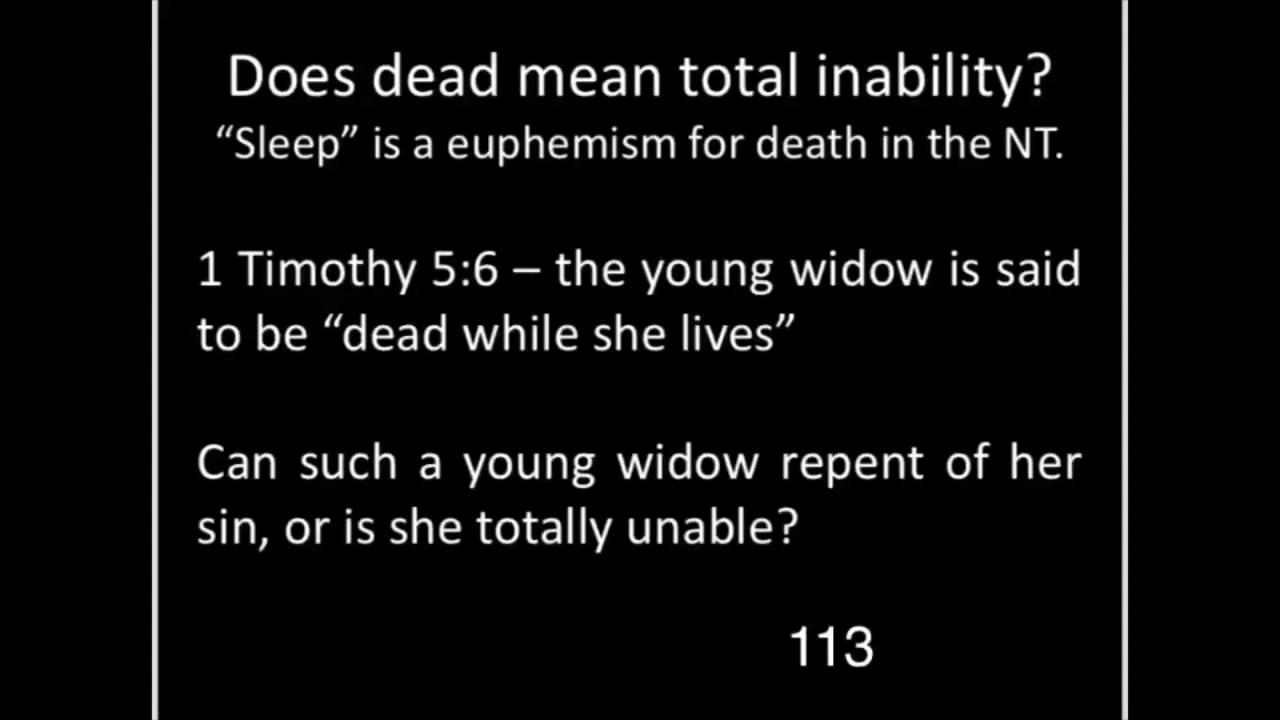 Does dead mean total inability?
“Sleep” is a euphemism for death in the NT.
1 Timothy 5:6 – the young widow is said
to be “dead while she lives”
Can such a young widow repent of her
sin, or is she totally unable?
113